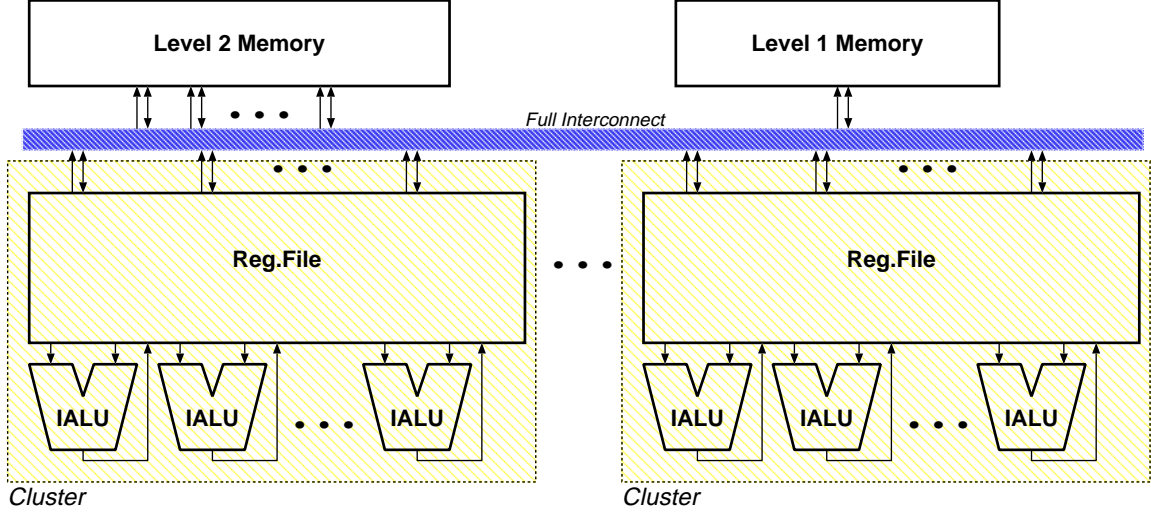 Level 2 Memory
Level 1 Memory
Full Interconnect
Reg.File
Reg.File
IALU
IALU
IALU
IALU
IALU
IALU
Cluster
Cluster